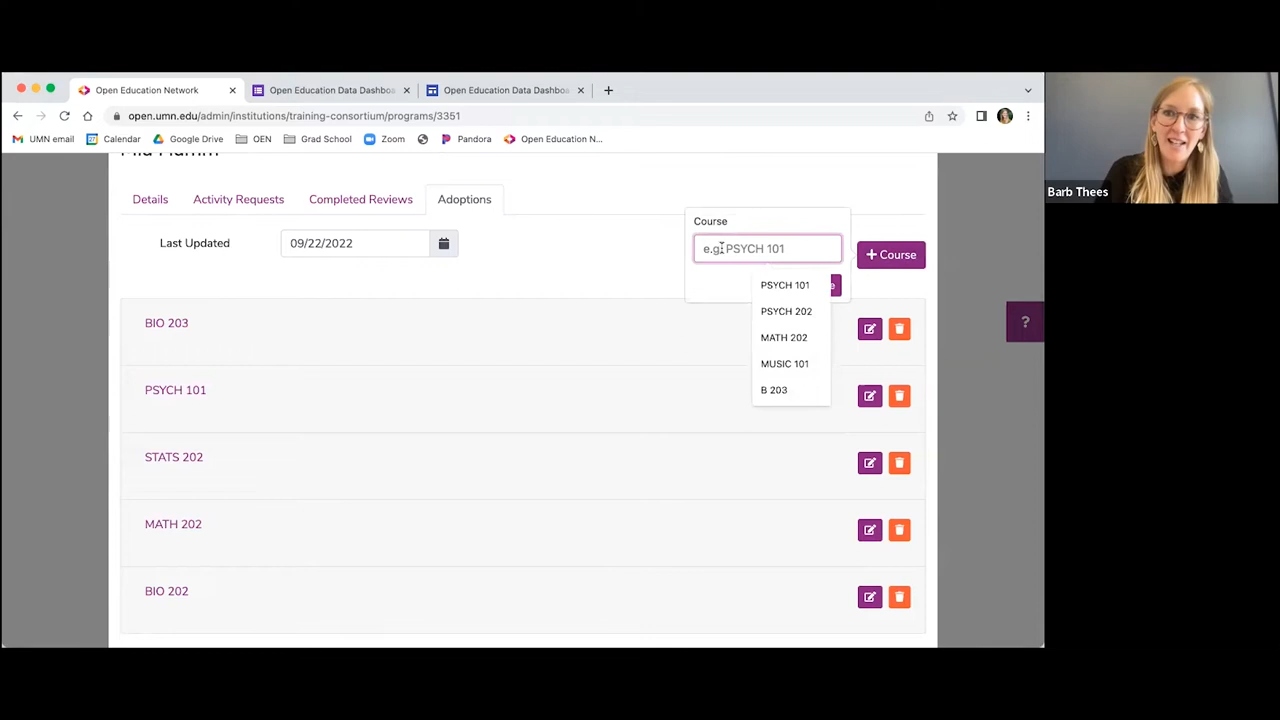 Open Education Network
Open Education Data Dashboa
Open Education Data Dashboa
open.umn.edu/admin/institutions/training-consortium/programs/3351
UMN email
Calendar
Google Drive
OEN
Grad School
Zoom
Pandora
Open Education N...
Barb Thees
Details
Activity Requests
Completed Reviews
Adoptions
Last Updated
09/22/2022
Course
e.g. PSYCH 101
+ Course
PSYCH 101
PSYCH 202
MATH 202
MUSIC 101
B 203
?
BIO 203
PSYCH 101
STATS 202
MATH 202
BIO 202